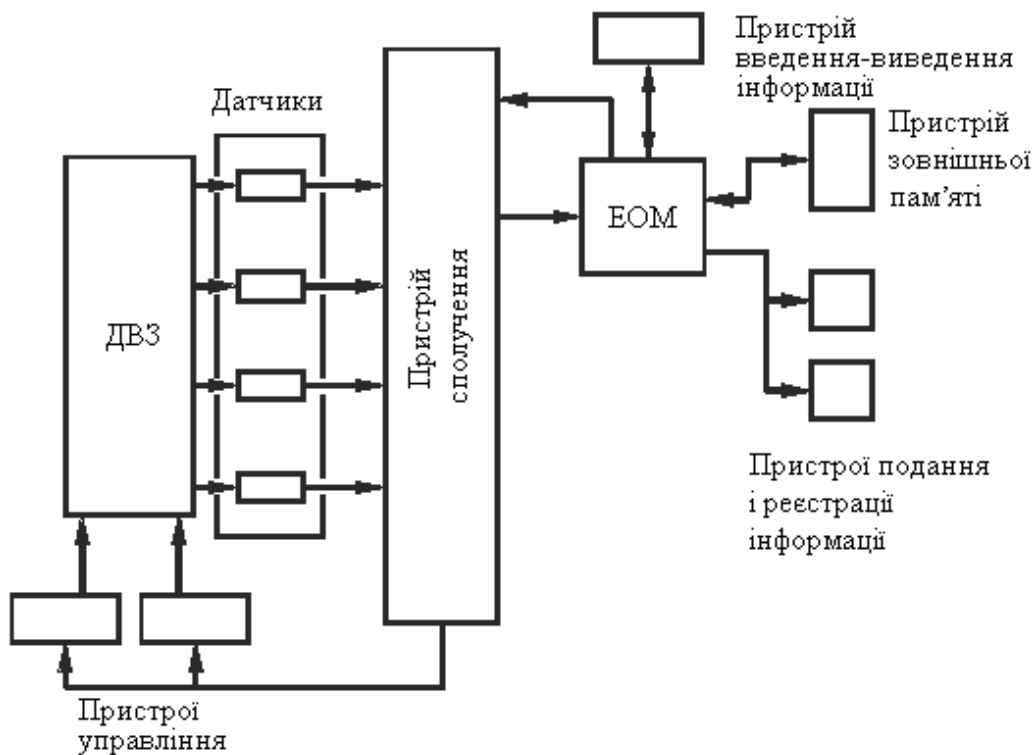 Пристрій
введення-виведення
інформації
Датчики
Пристрій
зовнішньої
пам’яті
ЕОМ
ДВЗ
Пристрій
сполучення
Пристрої подання
і реєстрації
інформації
Пристрої
управління